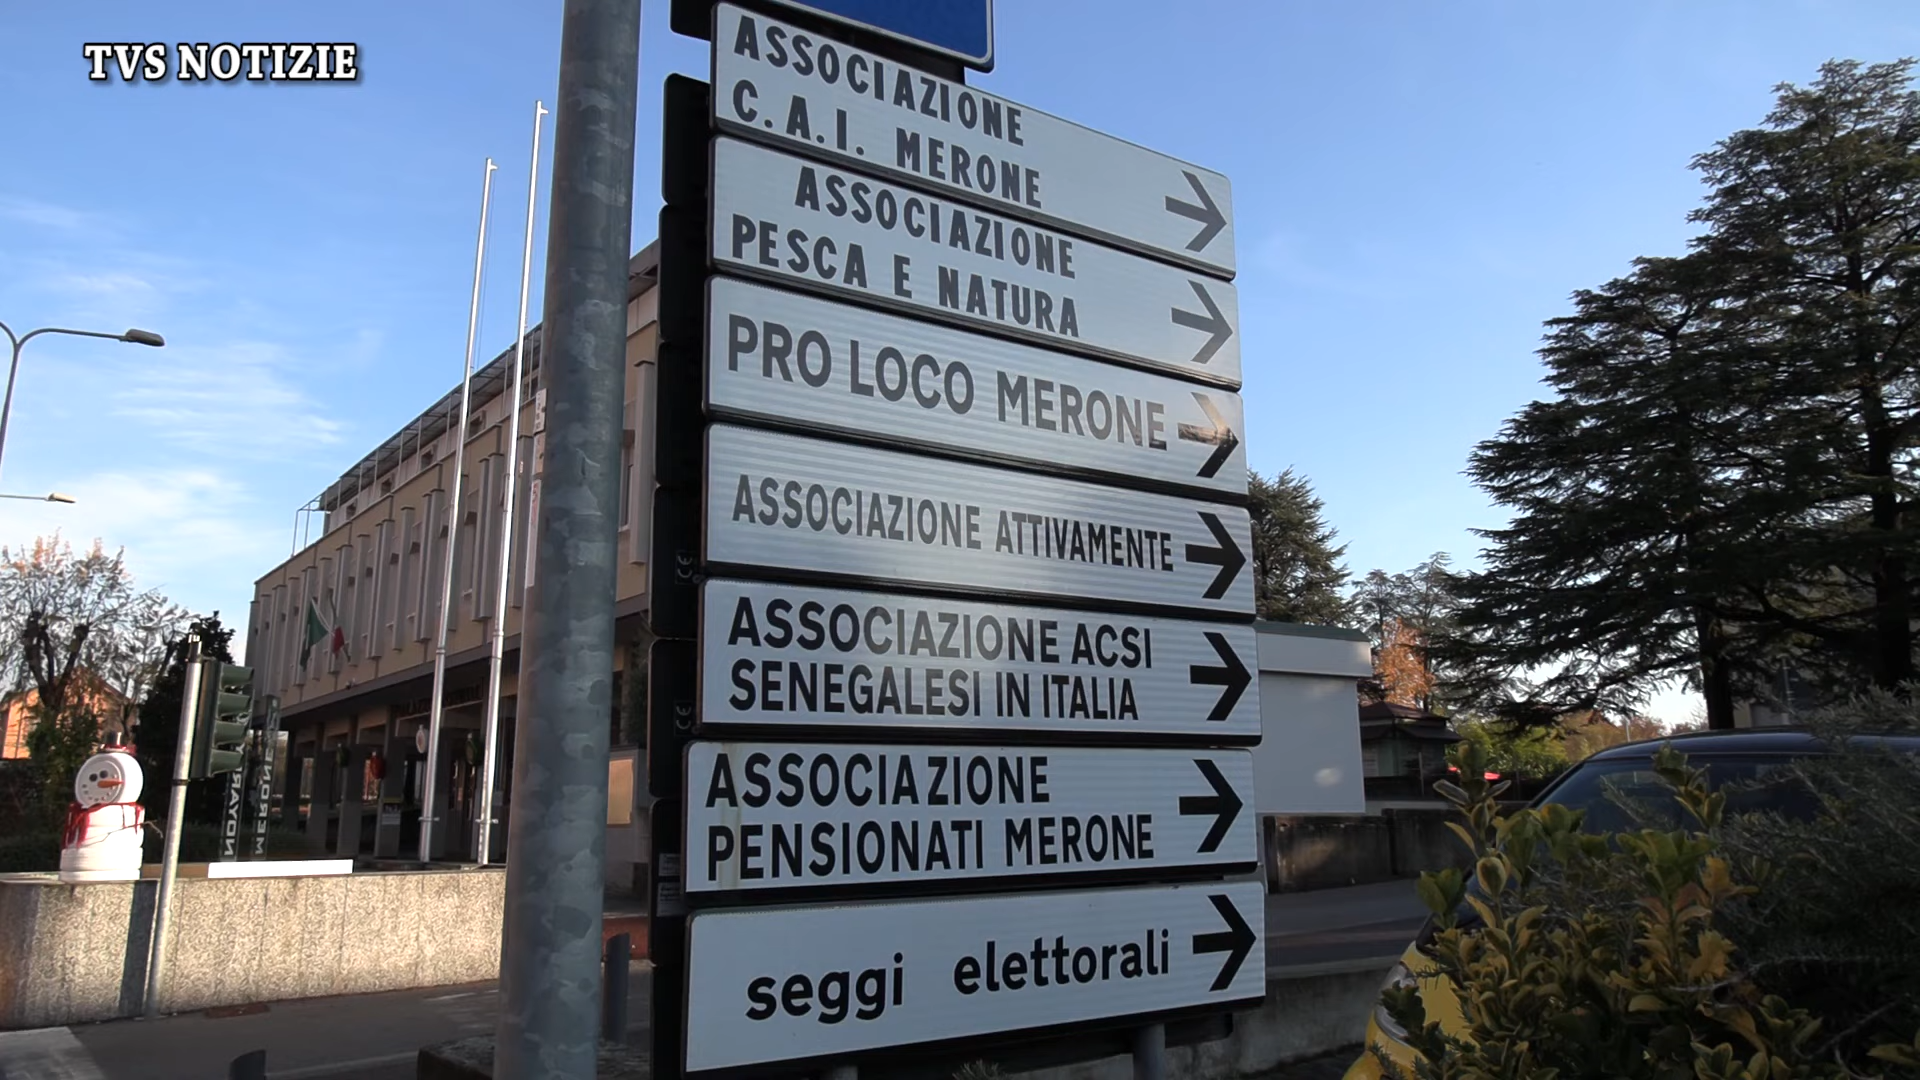 TVS NOTIZIE
ASSOCIAZIONE
C.A.I. MERONE
ASSOCIAZIONE
PESCA E NATURA
PRO LOCO MERONE
ASSOCIAZIONE ATTIVAMENTE
ASSOCIAZIONE ACSI
SENEGALESI IN ITALIA
ASSOCIAZIONE
PENSIONATI MERONE
seggi elettorali
MERONE